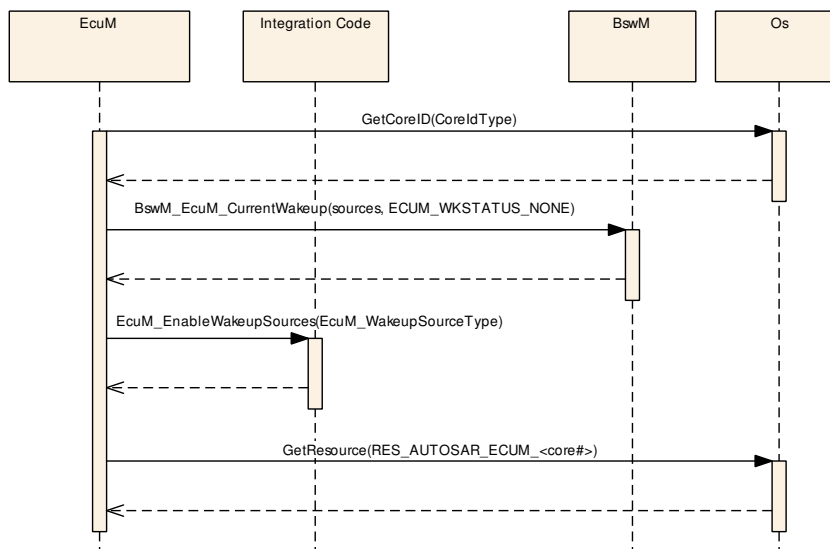 EcuM
Integration Code
BswM
Os
GetCoreID(CoreIdType)
BswM_EcuM_CurrentWakeup(sources, ECUM_WKSTATUS_NONE)
EcuM_EnableWakeupSources(EcuM_WakeupSourceType)
GetResource(RES_AUTOSAR_ECUM_<core#>)